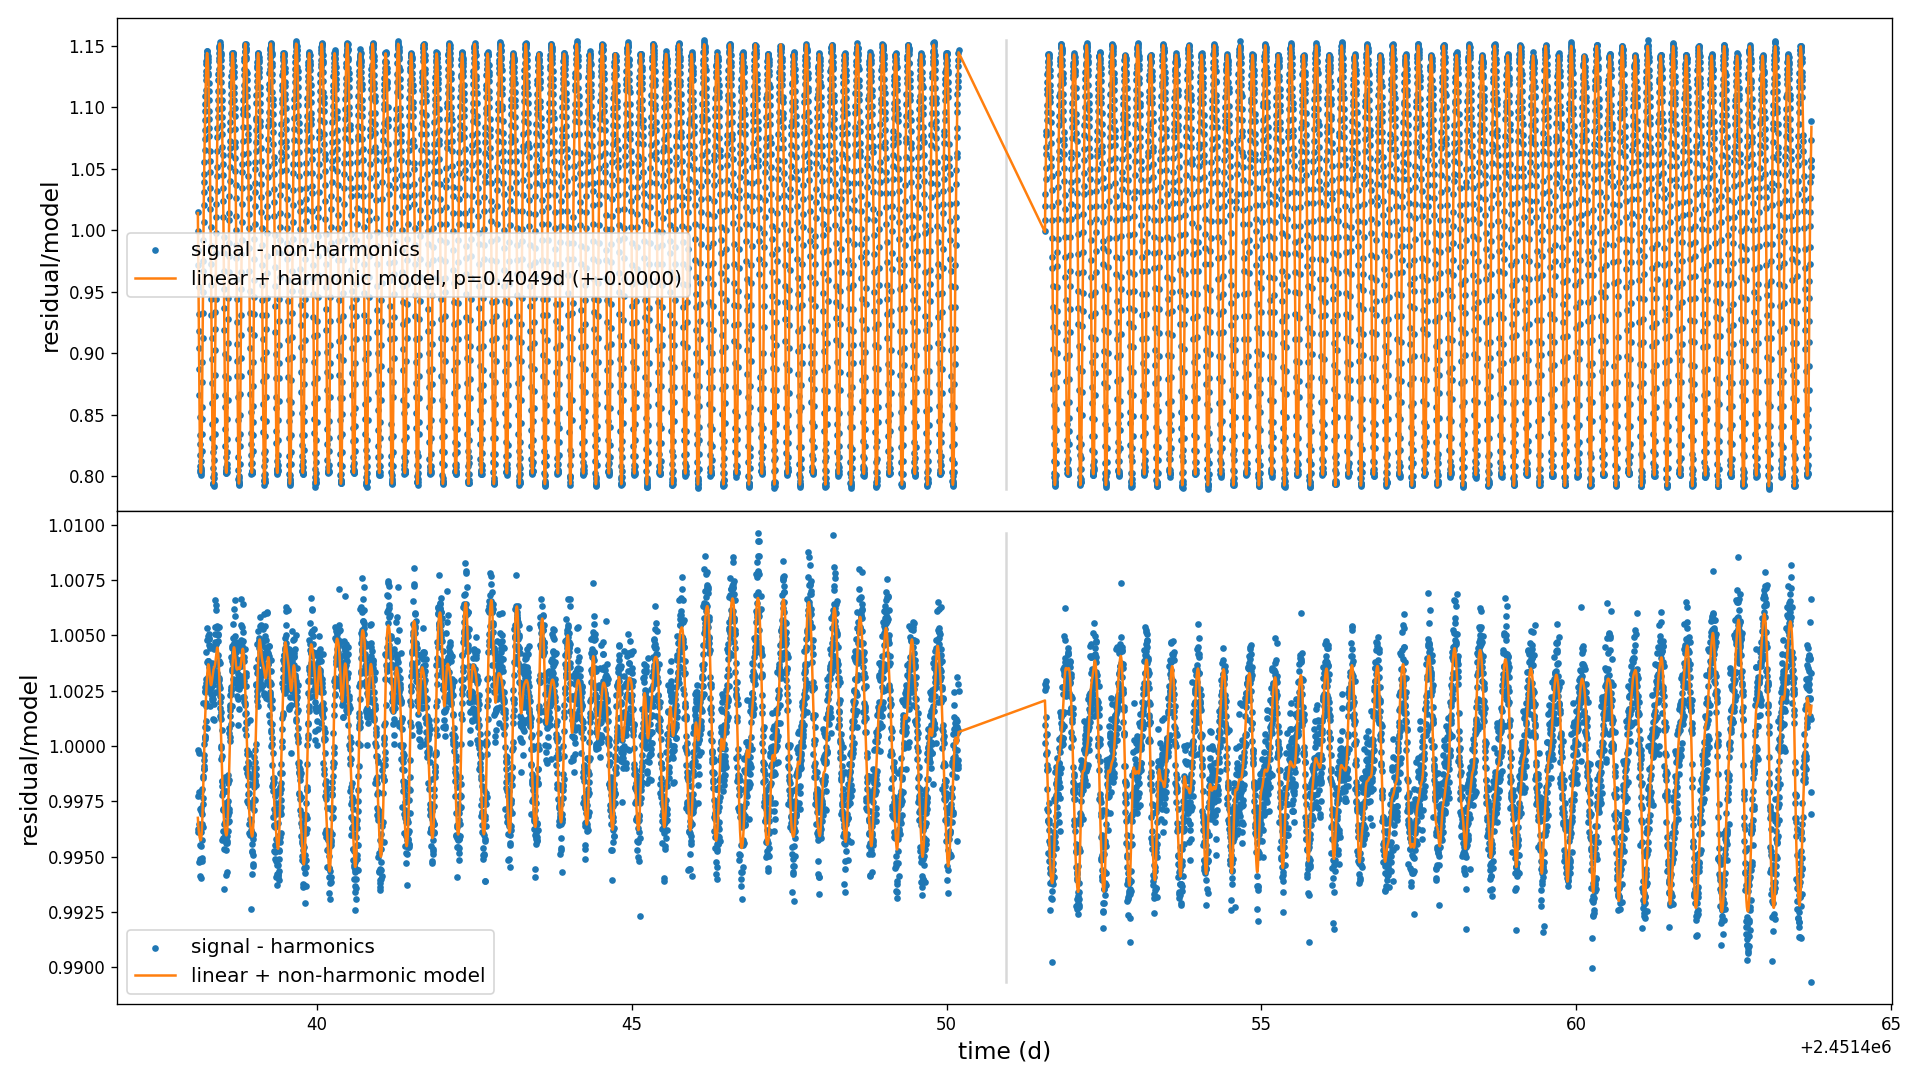 1.15
1.10
1.05
1.00
0.95
0.90
0.85
0.80
residual/model
signal - non-harmonics
linear + harmonic model, p=0.4049d (+-0.0000)
1.0100
1.0075
1.0050
1.0025
1.0000
0.9975
0.9950
0.9925
0.9900
residual/model
signal - harmonics
linear + non-harmonic model
40
45
50
55
60
65
time (d)
+2.4514e6